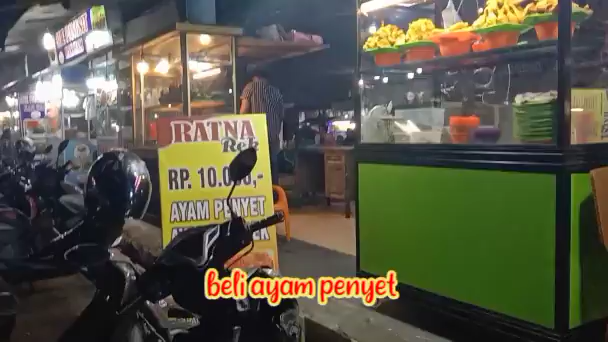 RATNA
Rek
RP. 10.000,-
AYAM PENYET
beli ayam penyet